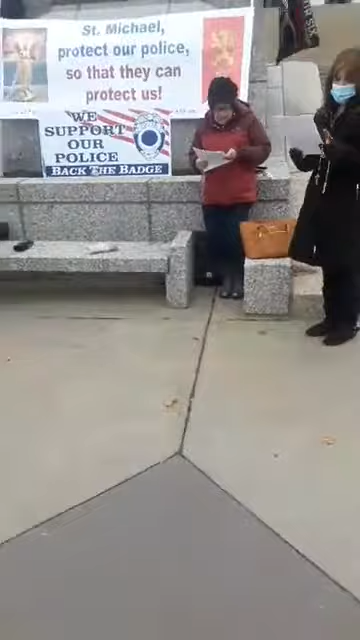 St. Michael,
protect our police,
so that they can
protect us!
WE
SUPPORT
OUR
POLICE
BACK THE BADGE